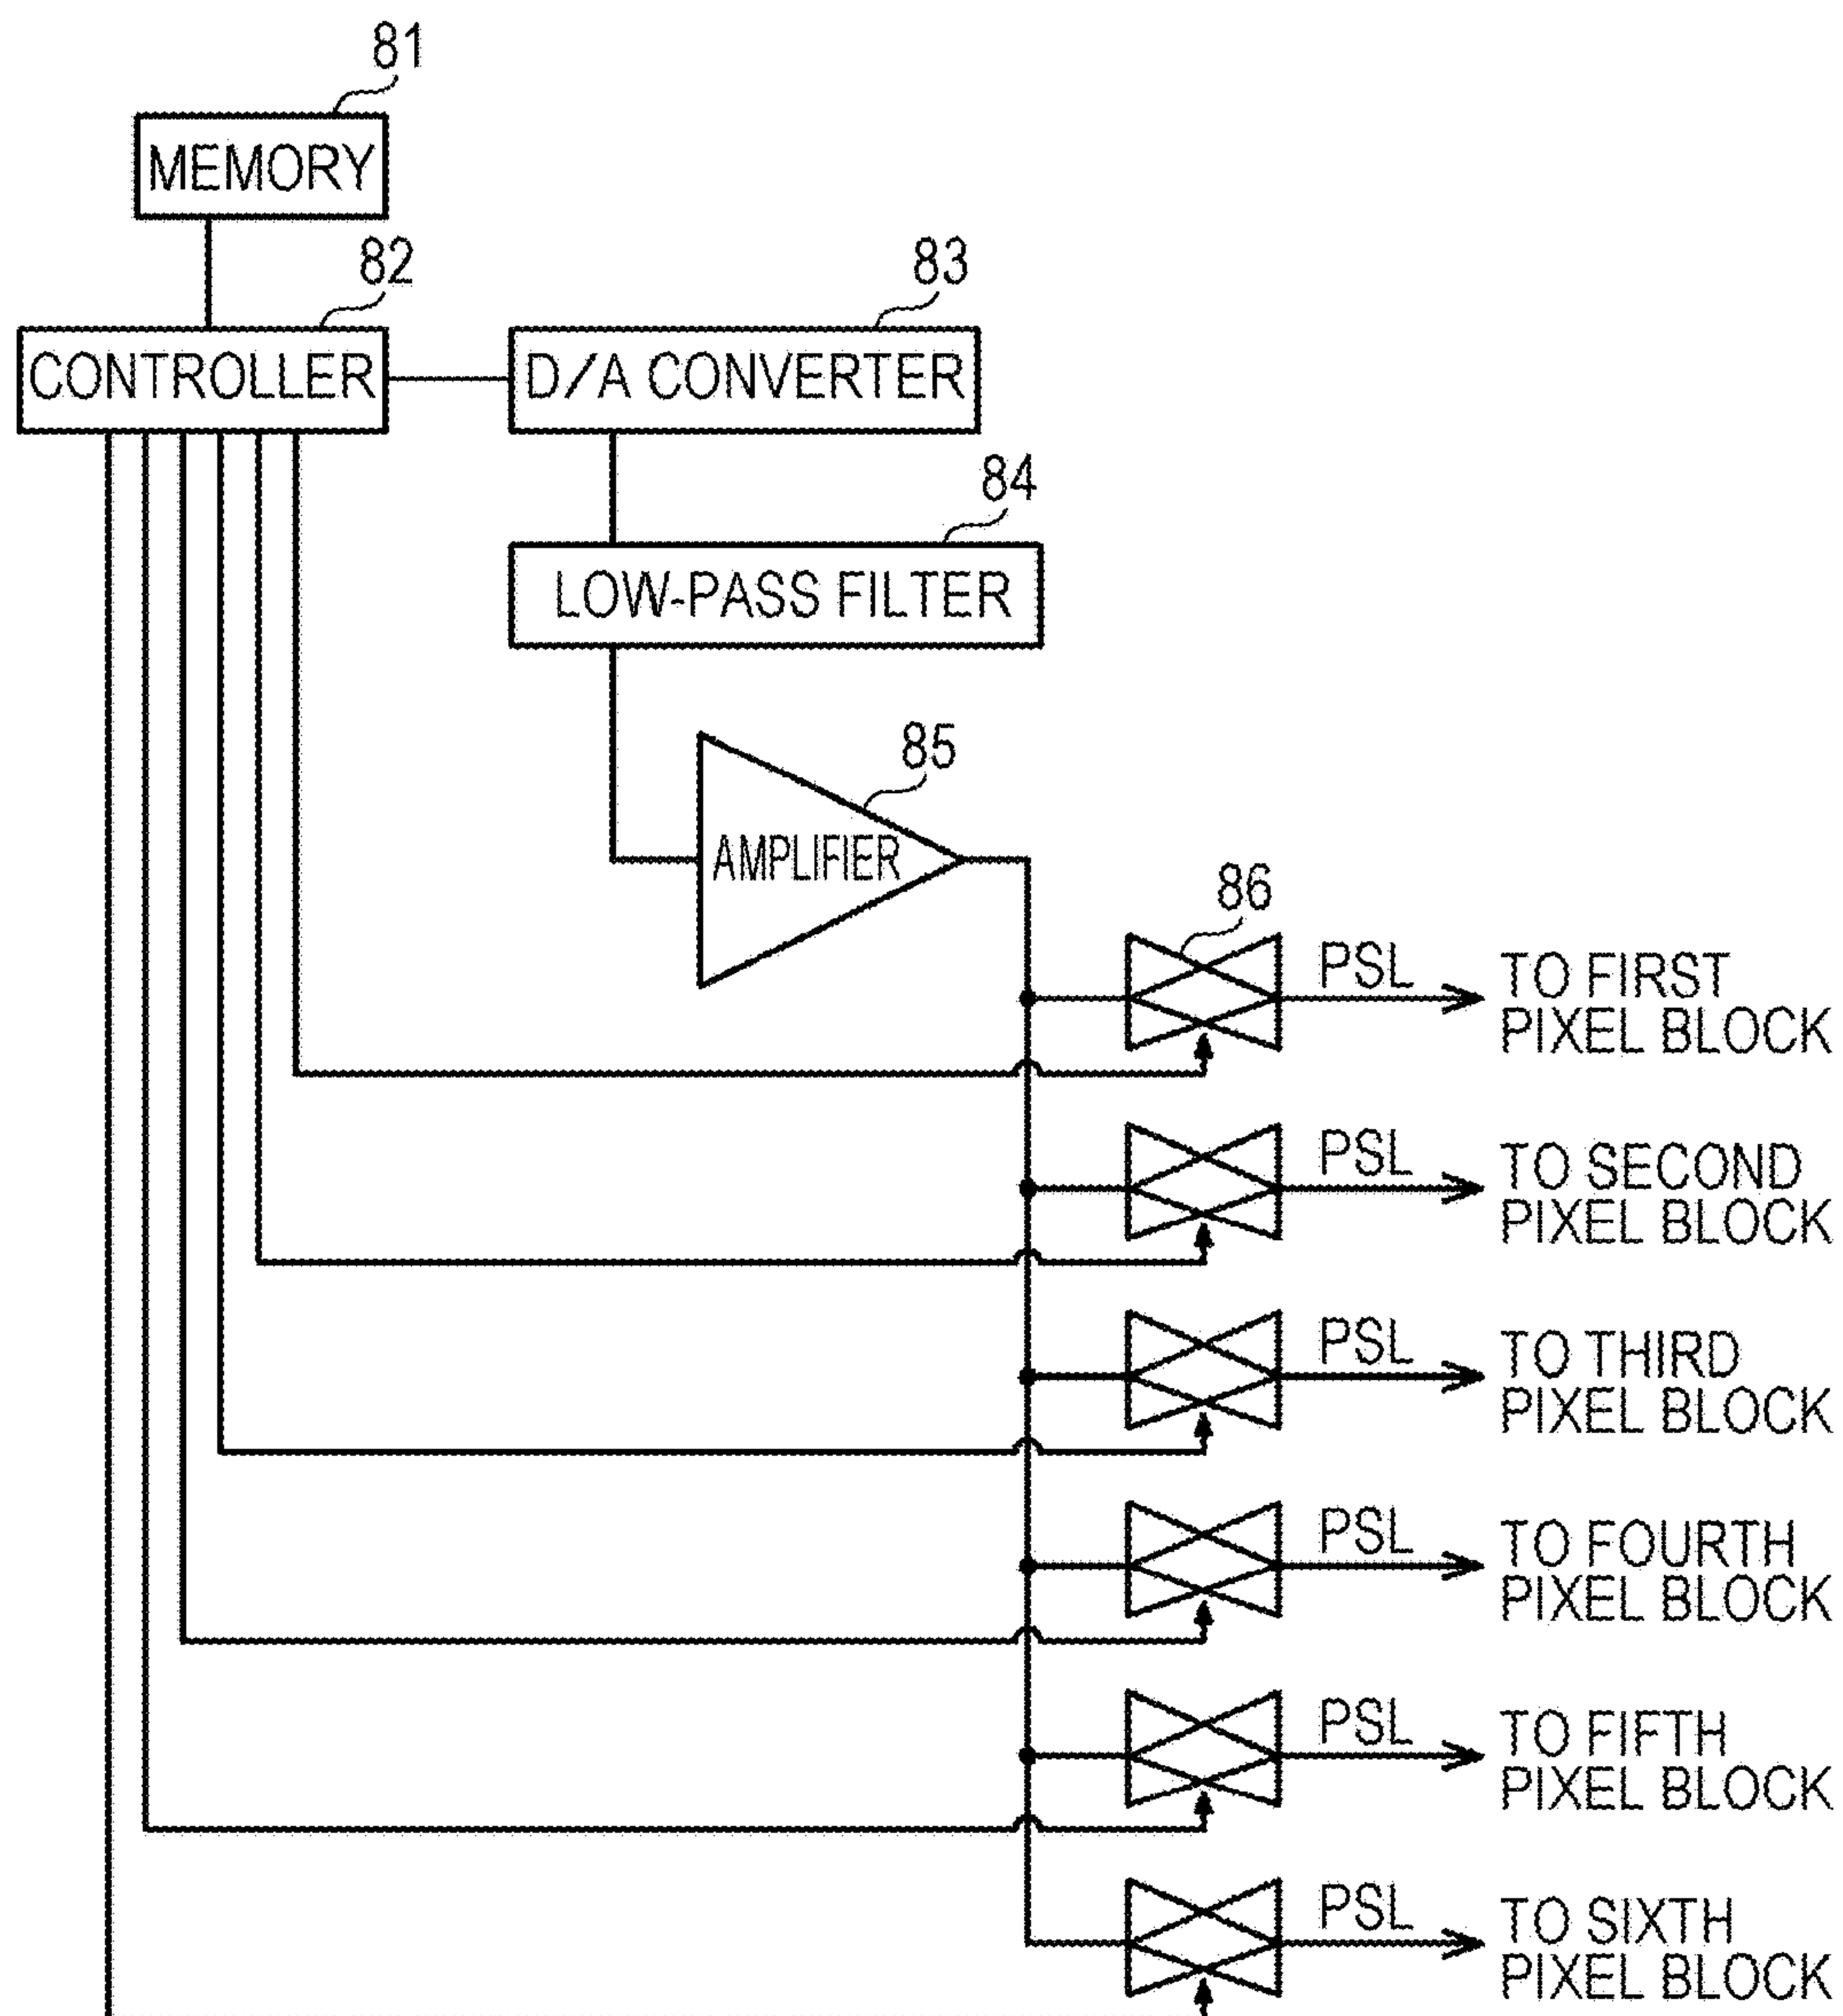 81
MEMORY
82
CONTROLLER
83
D/A CONVERTER
84
LOW-PASS FILTER
85
AMPLIFIER
86
PSL
TO FIRST
PIXEL BLOCK
PSL
TO SECOND
PIXEL BLOCK
PSL
TO THIRD
PIXEL BLOCK
PSL
TO FOURTH
PIXEL BLOCK
PSL
TO FIFTH
PIXEL BLOCK
PSL
TO SIXTH
PIXEL BLOCK